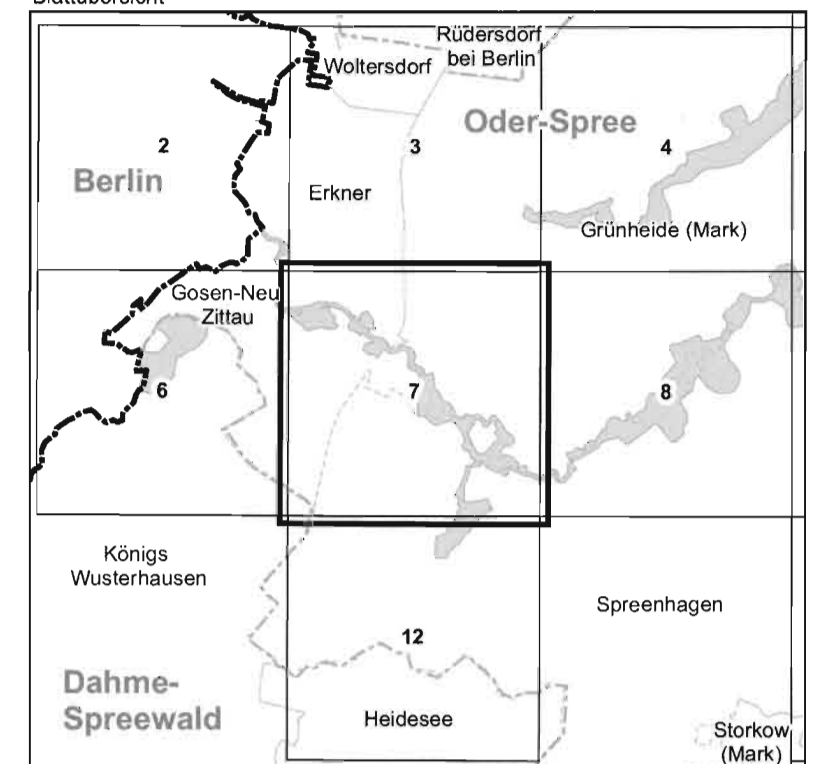 Blattübersicht
Rüdersdorf
bei Berlin
Woltersdorf
Oder-Spree
2
3
4
Berlin
Erkner
Grünheide (Mark)
Gosen-Neu
Zittau
6
7
8
Königs
Wusterhausen
Spreenhagen
12
Dahme-
Spreewald
Heidesee
Storkow
(Mark)